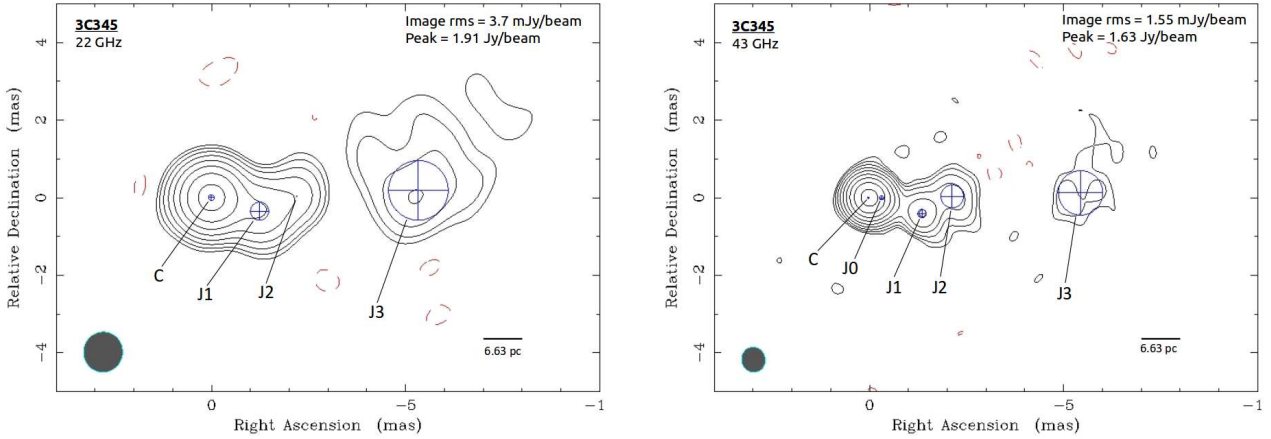 3C345
22 GHz
Image rms = 3.7 mJy/beam
Peak = 1.91 Jy/beam
4
2
0
−2
−4
Relative Declination (mas)
C
J1
J2
J3
6.63 pc
0
−5
−1
Right Ascension (mas)
3C345
43 GHz
Image rms = 1.55 mJy/beam
Peak = 1.63 Jy/beam
4
2
0
−2
−4
Relative Declination (mas)
C
J0
J1
J2
J3
6.63 pc
0
−5
−1
Right Ascension (mas)